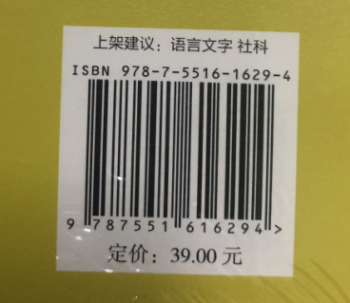 上架建议：语言文字 社科
ISBN 978-7-5516-1629-4
9 787551 616294 >
定价：39.00 元